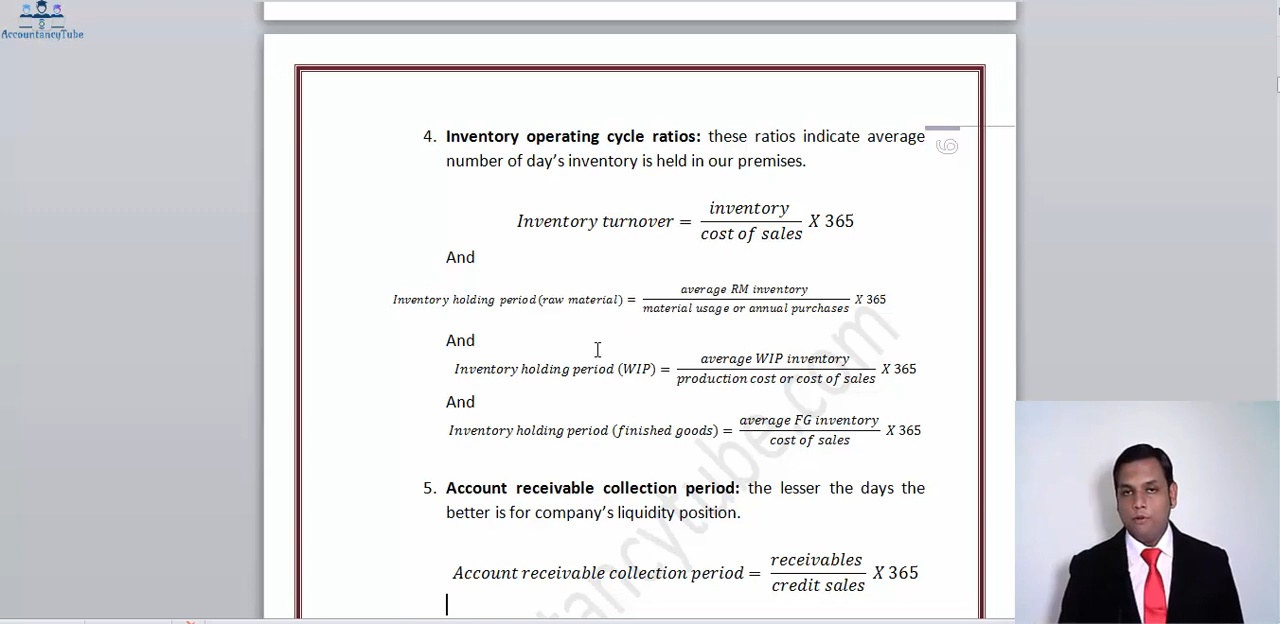 AccountancyTube
4. Inventory operating cycle ratios: these ratios indicate average
number of day's inventory is held in our premises.
6
Inventory turnover = inventory / cost of sales X 365
And
Inventory holding period (raw material) = average RM inventory / material usage or annual purchases X 365
And
Inventory holding period (WIP) = average WIP inventory / production cost or cost of sales X 365
And
Inventory holding period (finished goods) = average FG inventory / cost of sales X 365
5. Account receivable collection period: the lesser the days the
better is for company's liquidity position.
Account receivable collection period = receivables / credit sales X 365
ntancytube.com